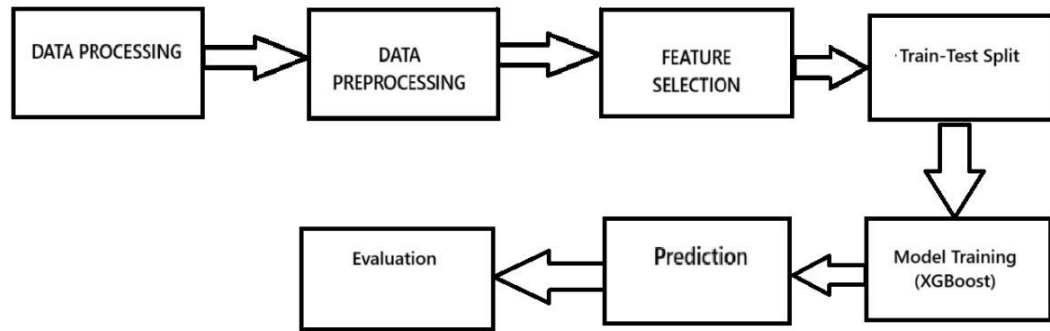 DATA PROCESSING
DATA
PREPROCESSING
FEATURE
SELECTION
Train-Test Split
Model Training
(XGBoost)
Prediction
Evaluation